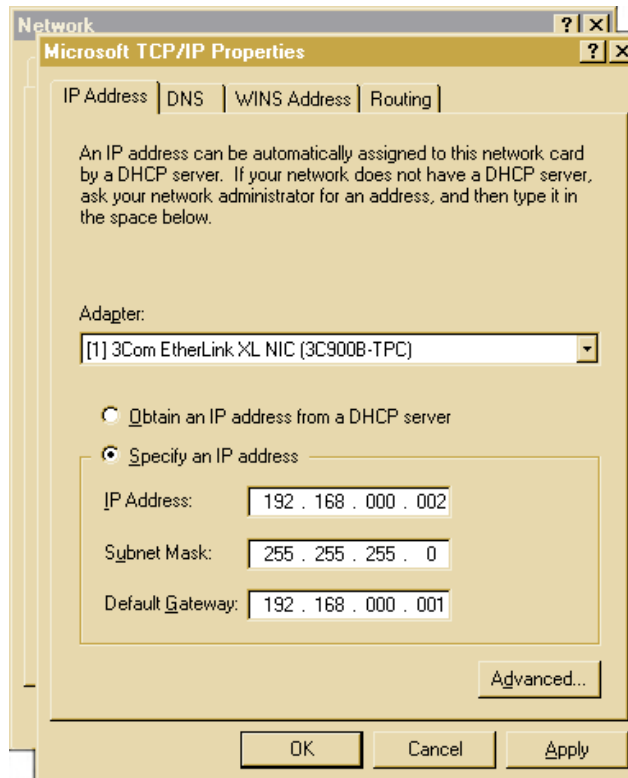 Network
Microsoft TCP/IP Properties
IP Address DNS WINS Address Routing
An IP address can be automatically assigned to this network card
by a DHCP server. If your network does not have a DHCP server,
ask your network administrator for an address, and then type it in
the space below.
Adapter:
[1] 3Com EtherLink XL NIC (3C900B-TPC)
Obtain an IP address from a DHCP server
Specify an IP address
IP Address: 192 . 168 . 000 . 002
Subnet Mask: 255 . 255 . 255 . 0
Default Gateway: 192 . 168 . 000 . 001
Advanced...
OK Cancel Apply